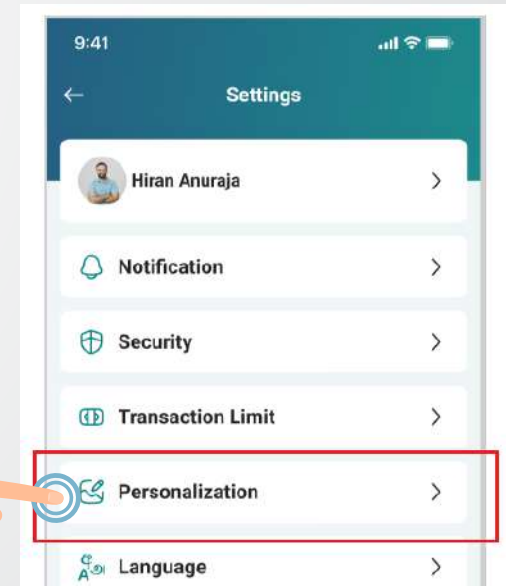 9:41
Settings
Hiran Anuraja
Notification
Security
Transaction Limit
Personalization
Language